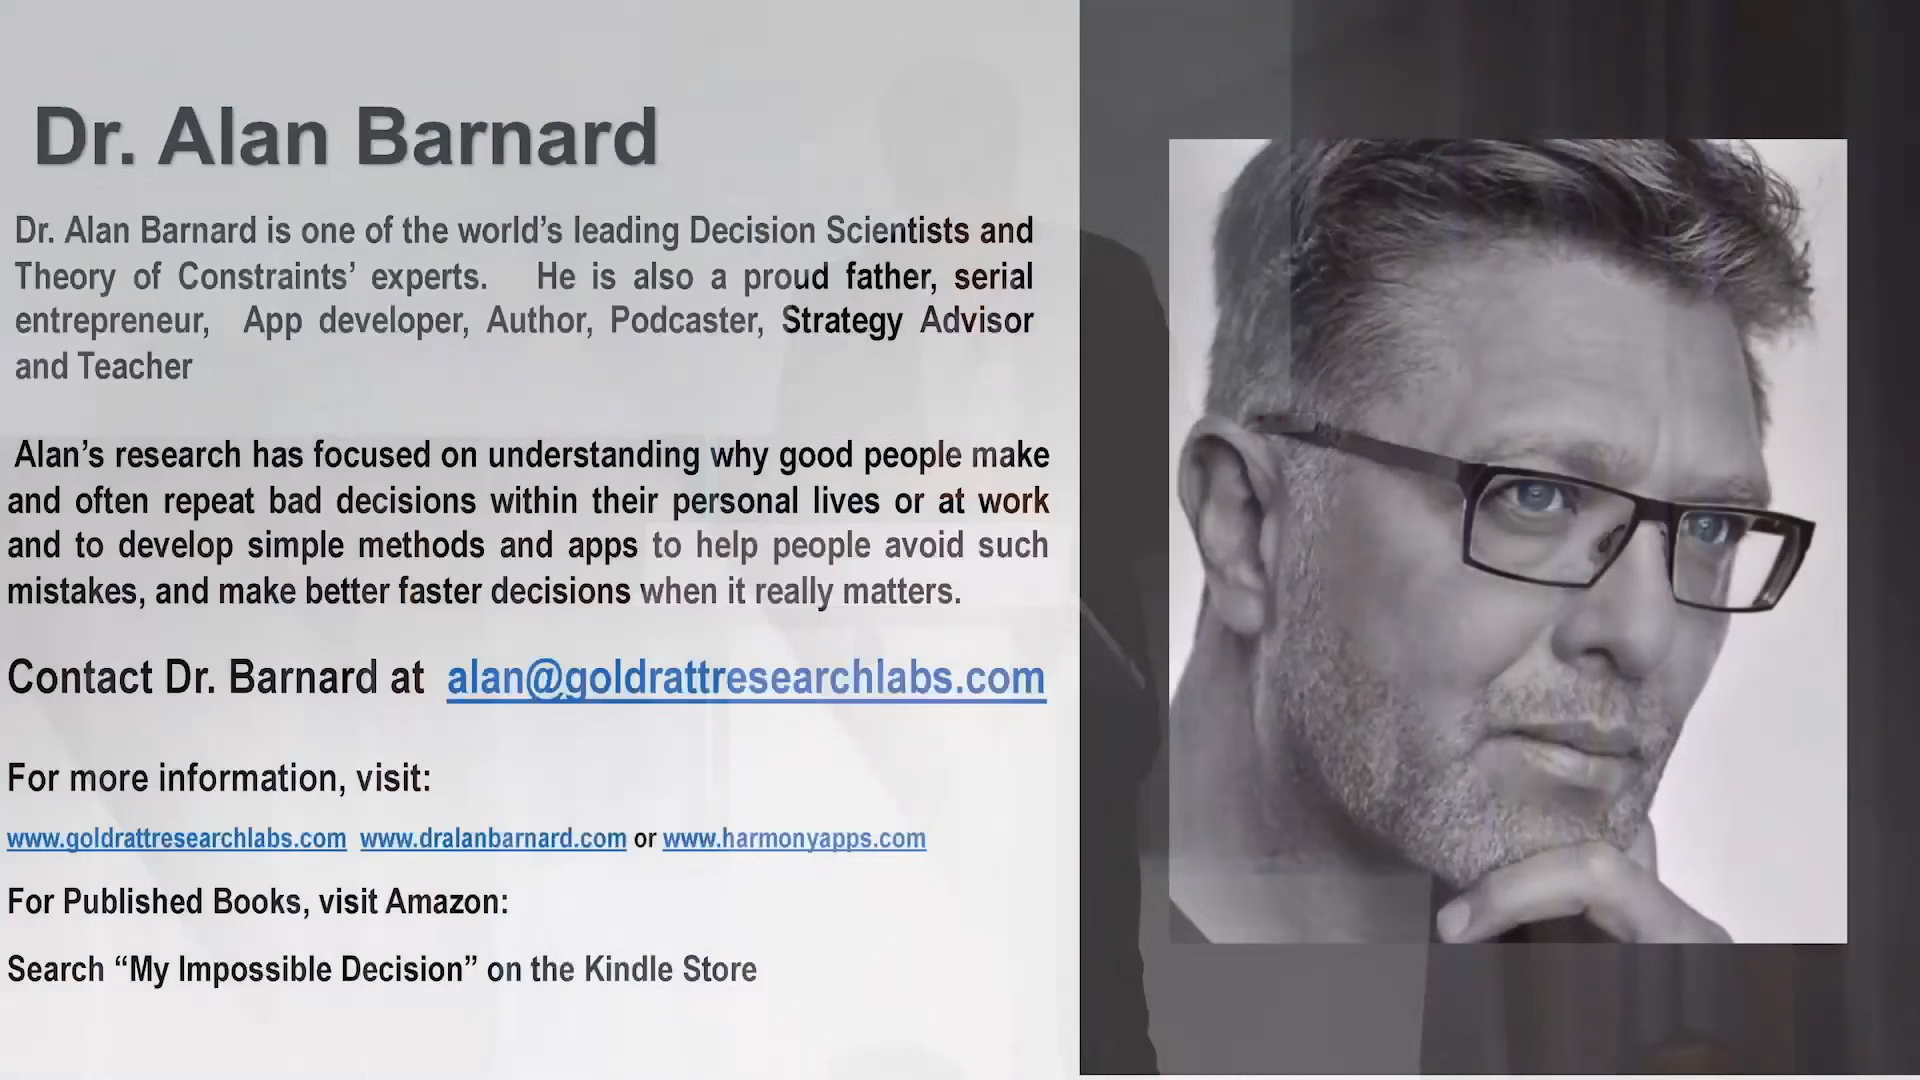 Dr. Alan Barnard
Dr. Alan Barnard is one of the world’s leading Decision Scientists and
Theory of Constraints’ experts. He is also a proud father, serial
entrepreneur, App developer, Author, Podcaster, Strategy Advisor
and Teacher
Alan’s research has focused on understanding why good people make
and often repeat bad decisions within their personal lives or at work
and to develop simple methods and apps to help people avoid such
mistakes, and make better faster decisions when it really matters.
Contact Dr. Barnard at alan@goldrattresearchlabs.com
For more information, visit:
www.goldrattresearchlabs.com www.dralanbarnard.com or www.harmonyapps.com
For Published Books, visit Amazon:
Search “My Impossible Decision” on the Kindle Store